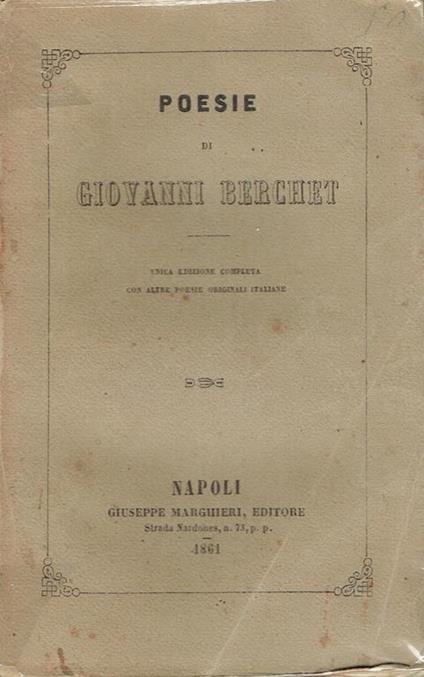 POESIE
DI
GIOVANNI BERCHET
UNICA EDIZIONE COMPLETA
CON ALTRE POESIE ORIGINALI ITALIANE
NAPOLI
GIUSEPPE MARGHIERI, EDITORE
Strada Nardones, n. 73, p. p.
1861